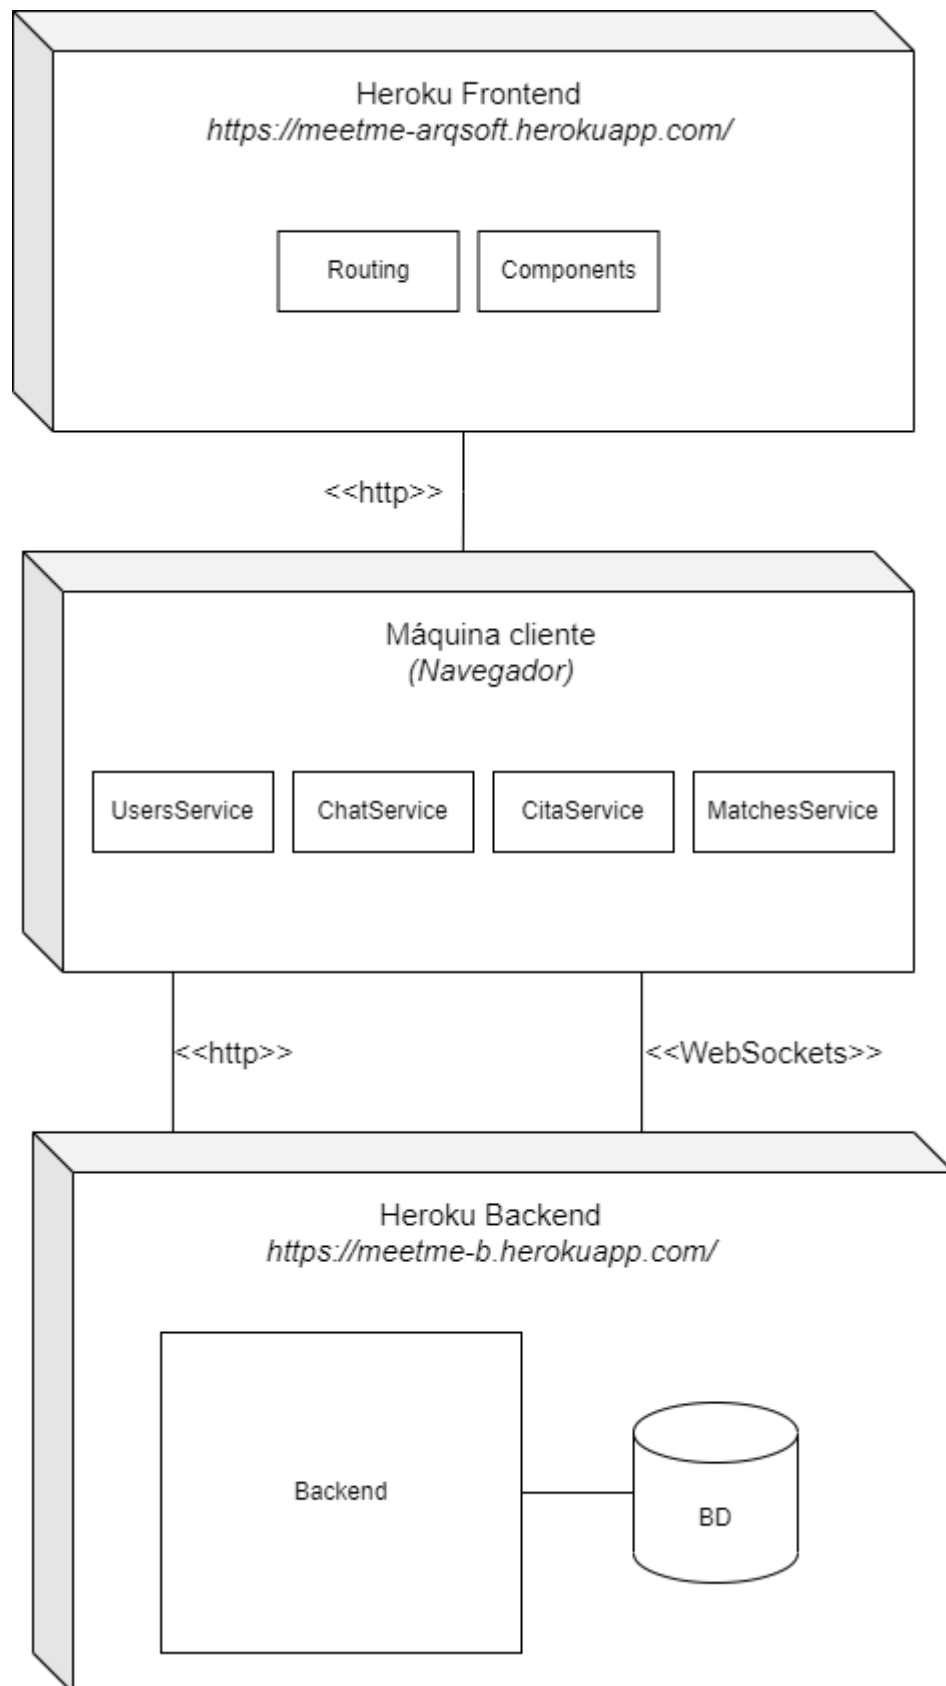 Heroku Frontend
https://meetme-arqsoft.herokuapp.com/
Routing
Components
<<http>>
Máquina cliente
(Navegador)
UsersService
ChatService
CitaService
MatchesService
<<http>>
<<WebSockets>>
Heroku Backend
https://meetme-b.herokuapp.com/
Backend
BD